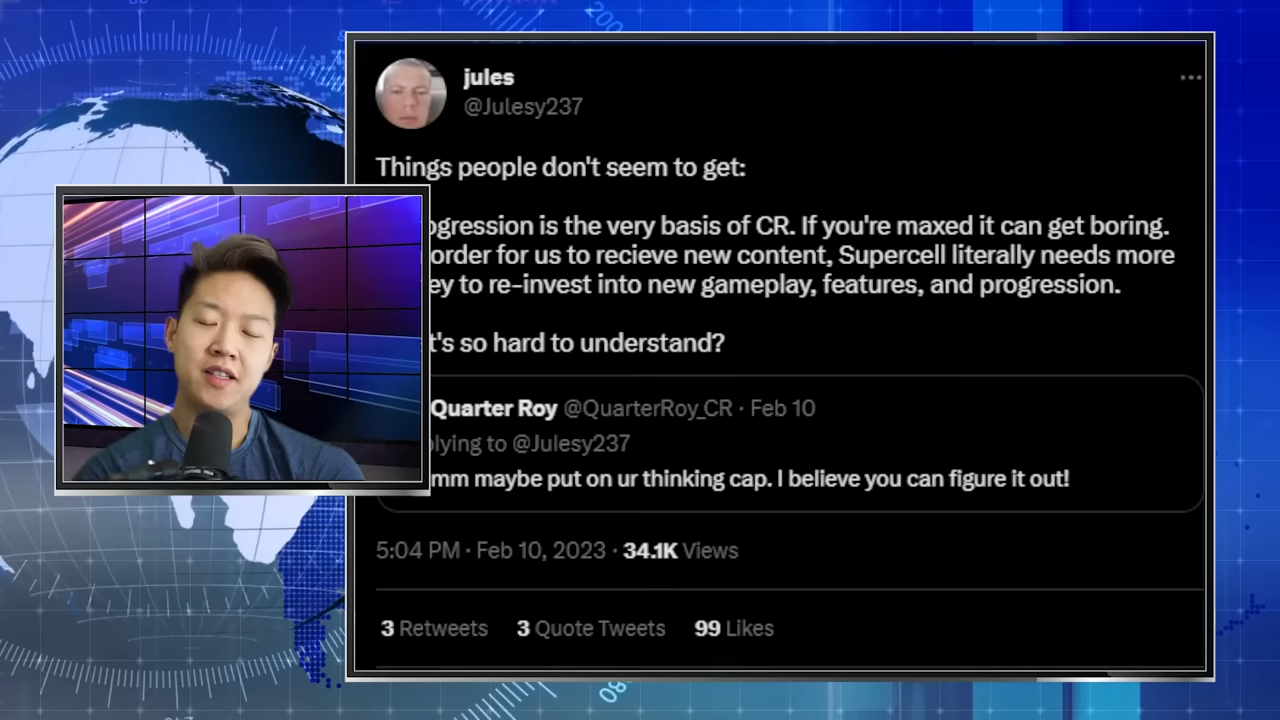 jules
@Julesy237
Things people don't seem to get:
ogression is the very basis of CR. If you're maxed it can get boring.
order for us to recieve new content, Supercell literally needs more
ey to re-invest into new gameplay, features, and progression.
t's so hard to understand?
Quarter Roy @QuarterRoy_CR · Feb 10
lying to @Julesy237
mm maybe put on ur thinking cap. I believe you can figure it out!
5:04 PM · Feb 10, 2023 · 34.1K Views
3 Retweets 3 Quote Tweets 99 Likes
200
80